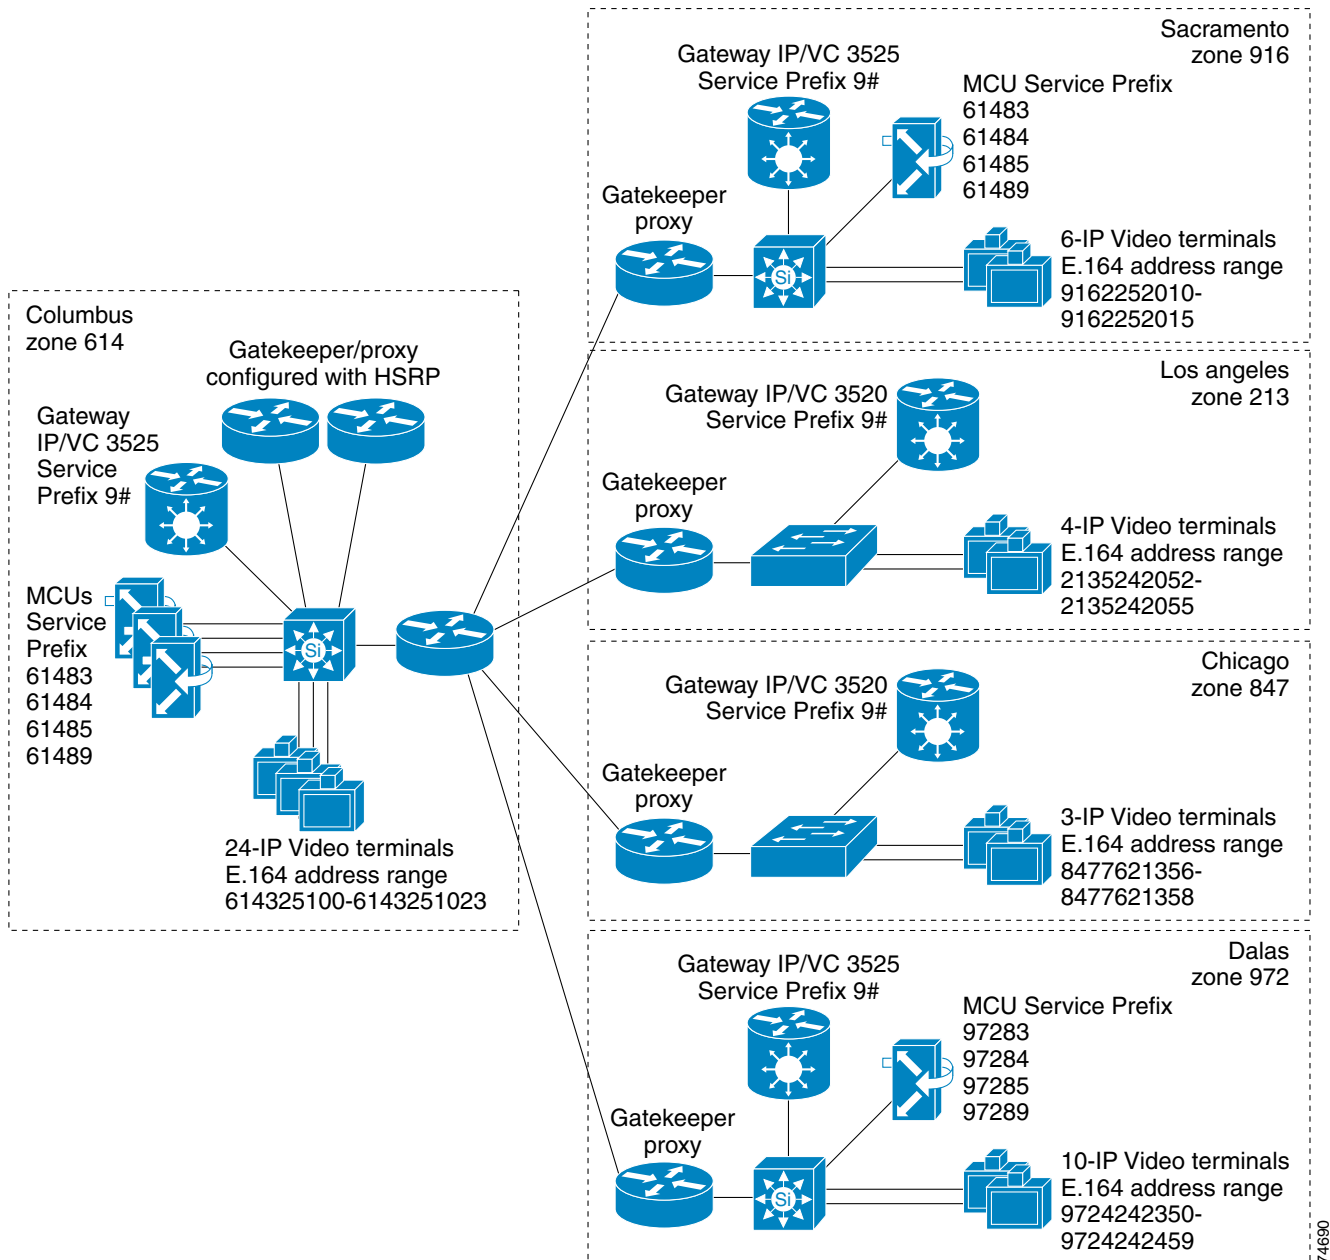 Columbus
zone 614
Gatekeeper/proxy
configured with HSRP
Gateway
IP/VC 3525
Service
Prefix 9#
MCUs
Service
Prefix
61483
61484
61485
61489
Si
24-IP Video terminals
E.164 address range
614325100-6143251023
Sacramento
zone 916
Gateway IP/VC 3525
Service Prefix 9#
MCU Service Prefix
61483
61484
61485
61489
Gatekeeper
proxy
Si
6-IP Video terminals
E.164 address range
9162252010-
9162252015
Los angeles
zone 213
Gateway IP/VC 3520
Service Prefix 9#
Gatekeeper
proxy
4-IP Video terminals
E.164 address range
2135242052-
2135242055
Chicago
zone 847
Gateway IP/VC 3520
Service Prefix 9#
Gatekeeper
proxy
3-IP Video terminals
E.164 address range
8477621356-
8477621358
Dalas
zone 972
Gateway IP/VC 3525
Service Prefix 9#
MCU Service Prefix
97283
97284
97285
97289
Gatekeeper
proxy
Si
10-IP Video terminals
E.164 address range
9724242350-
9724242459
74690